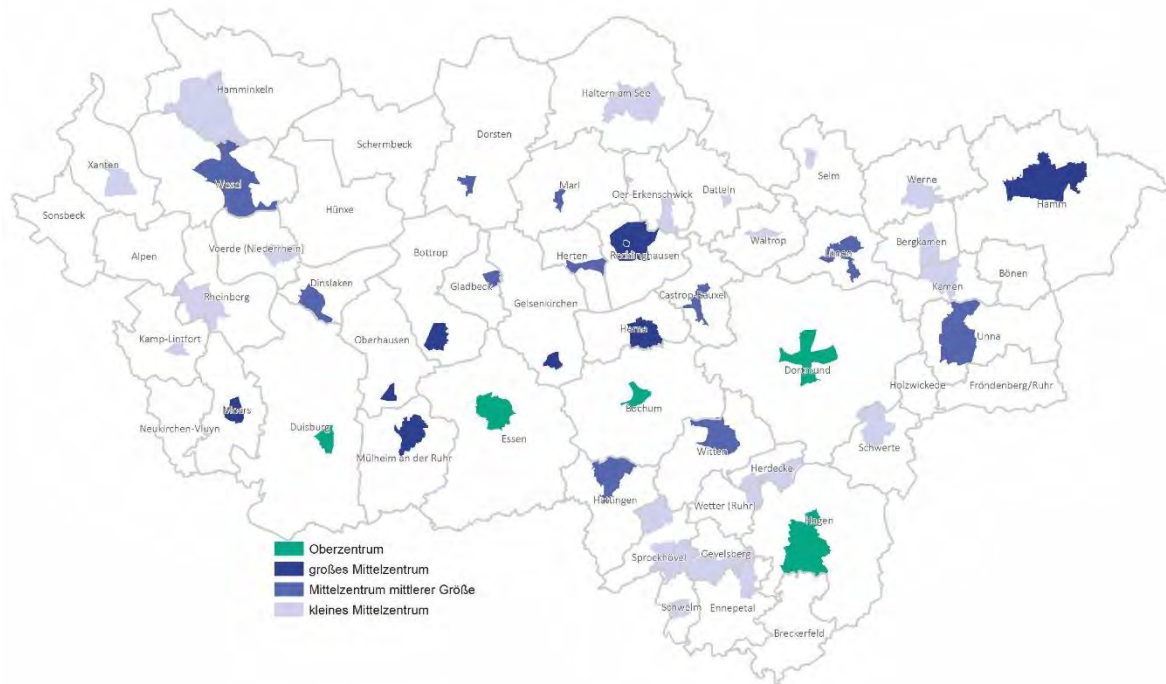 Hamminkeln
Haltern am See
Schermbeck
Dorsten
Xanten
Wesel
Marl
Oer-Erkenschwick
Datteln
Selm
Werne
Hamm
Sonsbeck
Hünxe
Alpen
Voerde (Niederrhein)
Bottrop
Herten
Recklinghausen
Waltrop
Lünen
Bergkamen
Bönen
Kamen
Rheinberg
Dinslaken
Gladbeck
Gelsenkirchen
Castrop-Rauxel
Kamp-Lintfort
Oberhausen
Herne
Unna
Dortmund
Holzwickede
Fröndenberg/Ruhr
Moers
Bochum
Neukirchen-Vluyn
Duisburg
Essen
Mülheim an der Ruhr
Witten
Schwerte
Herdecke
Hattingen
Wetter (Ruhr)
Hagen
Sprockhövel
Gevelsberg
Schwelm
Ennepetal
Breckerfeld
Oberzentrum
großes Mittelzentrum
Mittelzentrum mittlerer Größe
kleines Mittelzentrum